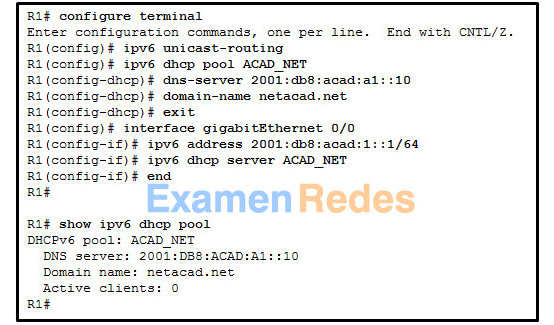 R1# configure terminal
Enter configuration commands, one per line.  End with CNTL/Z.
R1(config)# ipv6 unicast-routing
R1(config)# ipv6 dhcp pool ACAD_NET
R1(config-dhcp)# dns-server 2001:db8:acad:a1::10
R1(config-dhcp)# domain-name netacad.net
R1(config-dhcp)# exit
R1(config)# interface gigabitEthernet 0/0
R1(config-if)# ipv6 address 2001:db8:acad:1::1/64
R1(config-if)# ipv6 dhcp server ACAD_NET
R1(config-if)# end
R1#
Examen Redes
R1# show ipv6 dhcp pool
DHCPv6 pool: ACAD_NET
  DNS server: 2001:DB8:ACAD:A1::10
  Domain name: netacad.net
  Active clients: 0
R1#